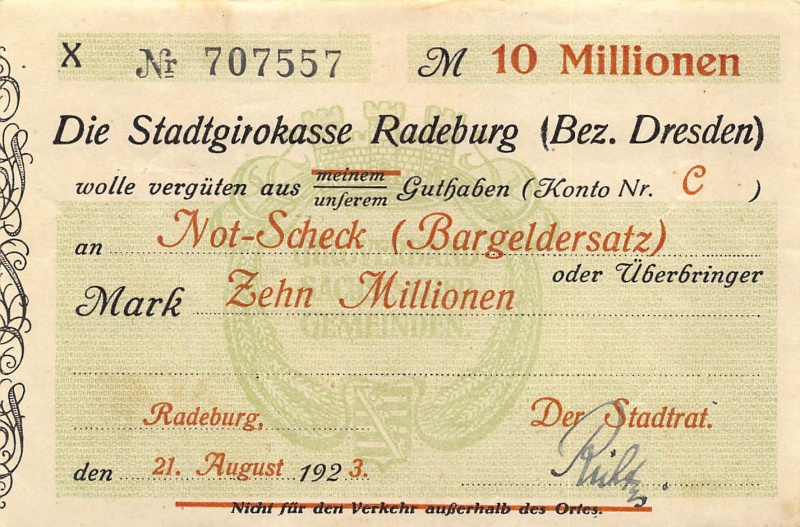 X Nr 707557 M 10 Millionen
Die Stadtgirokasse Radeburg (Bez. Dresden)
wolle vergüten aus meinem unserem Guthaben (Konto Nr. C )
an Not-Scheck (Bargeldersatz)
oder Überbringer
Mark Zehn Millionen
Radeburg, Der Stadtrat.
den 21. August 1923.
Nicht für den Verkehr außerhalb des Ortes.